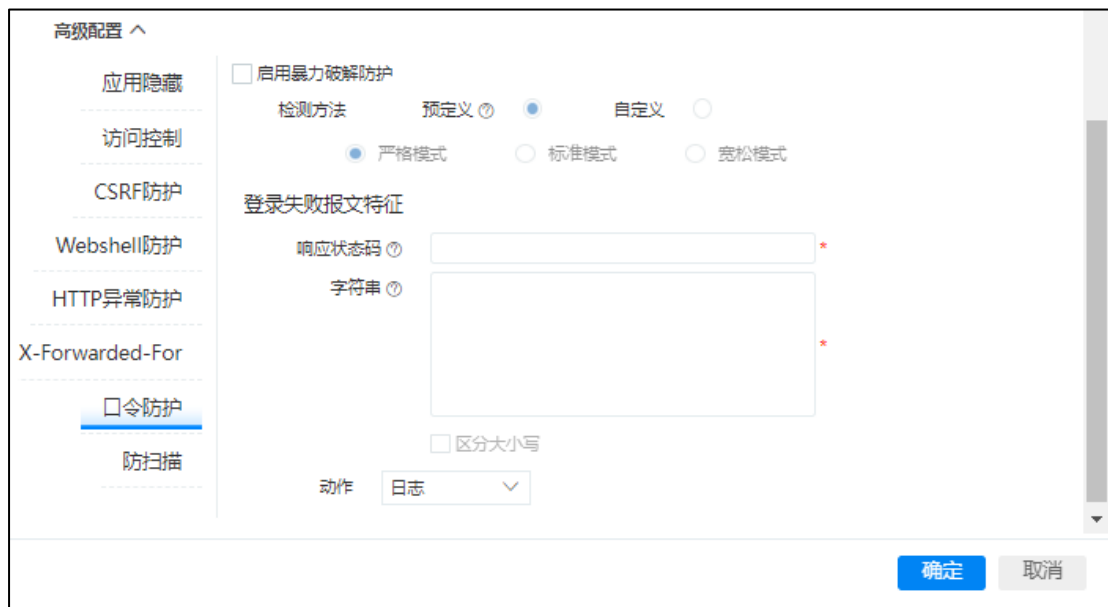 高级配置
应用隐藏
访问控制
CSRF防护
Webshell防护
HTTP异常防护
X-Forwarded-For
口令防护
防扫描
启用暴力破解防护
检测方法 预定义 ? 自定义
严格模式 标准模式 宽松模式
登录失败报文特征
响应状态码 ? *
字符串 ? *
区分大小写
动作 日志
确定 取消